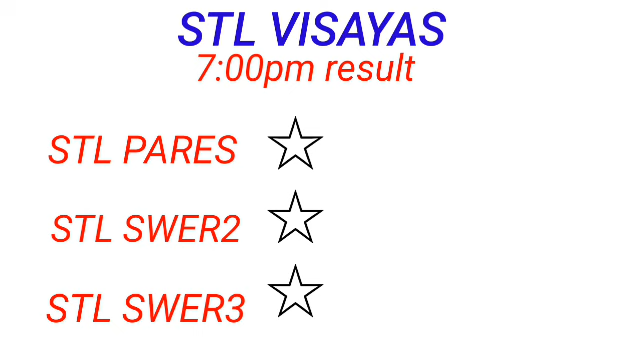 STL VISAYAS
7:00pm result
STL PARES
STL SWER2
STL SWER3